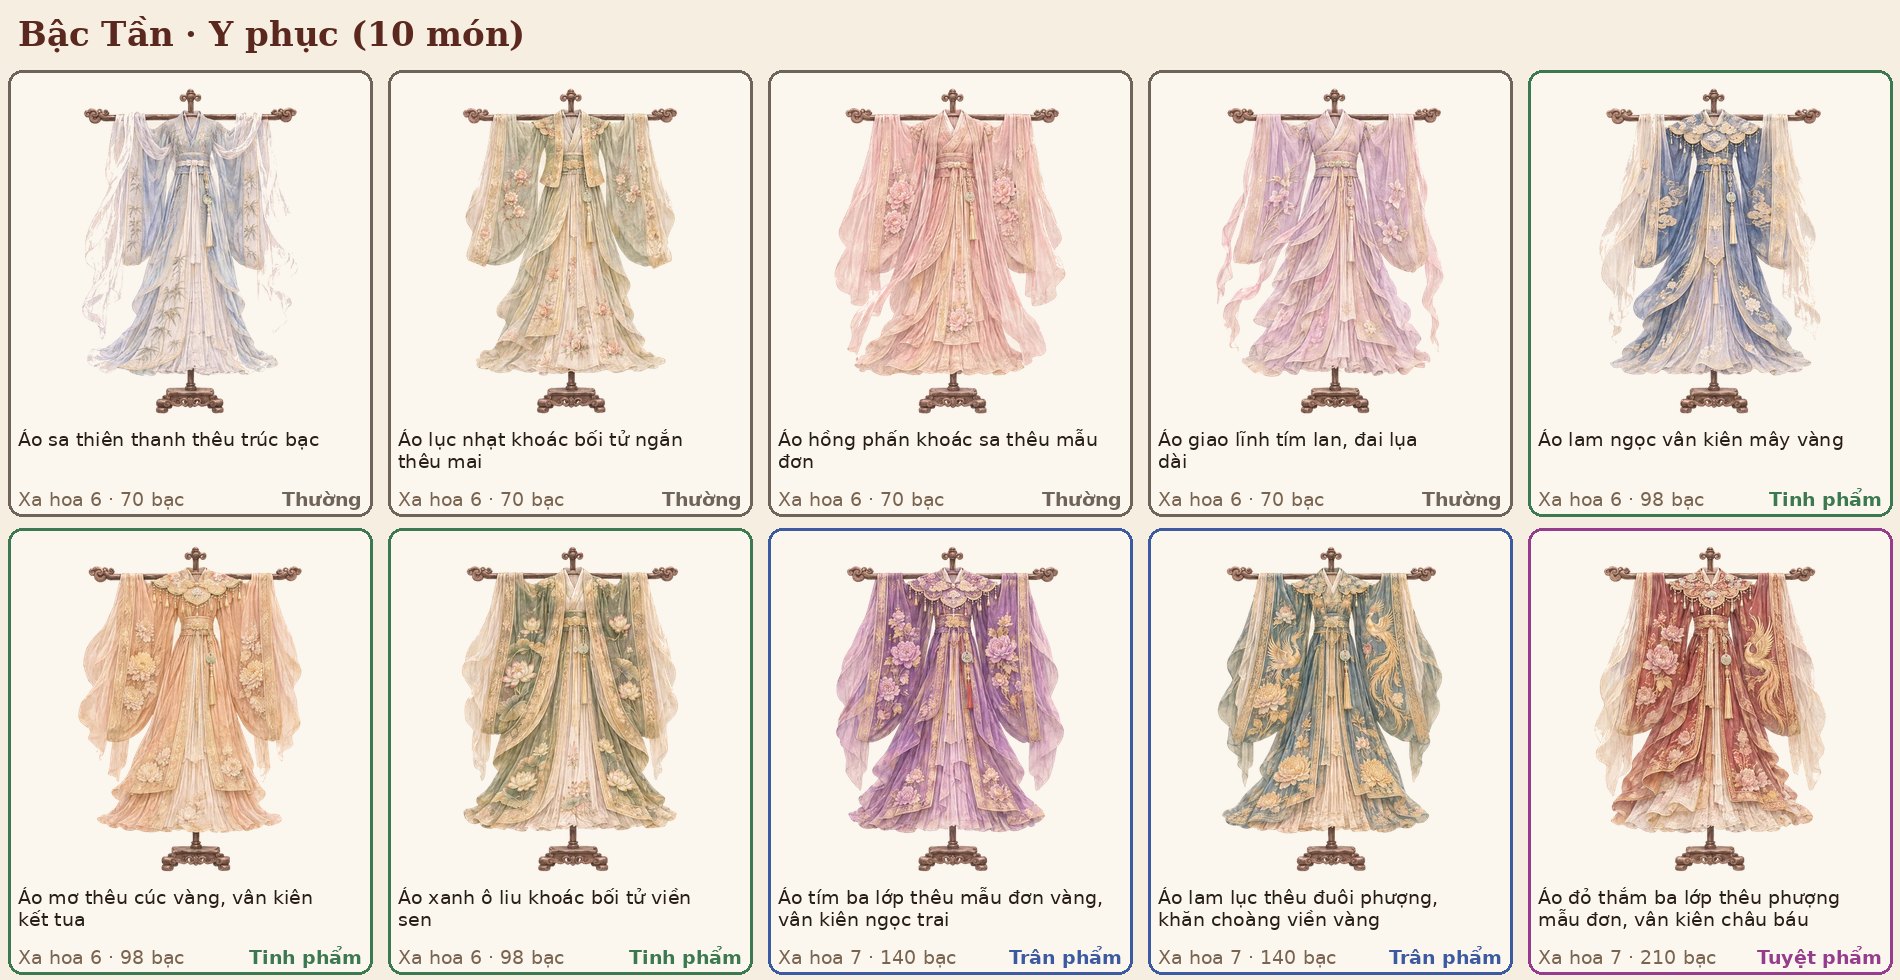 Bậc Tần · Y phục (10 món)
Áo sa thiên thanh thêu trúc bạc
Xa hoa 6 · 70 bạc
Thường
Áo lục nhạt khoác bối tử ngắn
thêu mai
Xa hoa 6 · 70 bạc
Thường
Áo hồng phấn khoác sa thêu mẫu
đơn
Xa hoa 6 · 70 bạc
Thường
Áo giao lĩnh tím lan, đai lụa
dài
Xa hoa 6 · 70 bạc
Thường
Áo lam ngọc vân kiên mây vàng
Xa hoa 6 · 98 bạc
Tinh phẩm
Áo mơ thêu cúc vàng, vân kiên
kết tua
Xa hoa 6 · 98 bạc
Tinh phẩm
Áo xanh ô liu khoác bối tử viền
sen
Xa hoa 6 · 98 bạc
Tinh phẩm
Áo tím ba lớp thêu mẫu đơn vàng,
vân kiên ngọc trai
Xa hoa 7 · 140 bạc
Trân phẩm
Áo lam lục thêu đuôi phượng,
khăn choàng viền vàng
Xa hoa 7 · 140 bạc
Trân phẩm
Áo đỏ thắm ba lớp thêu phượng
mẫu đơn, vân kiên châu báu
Xa hoa 7 · 210 bạc
Tuyệt phẩm